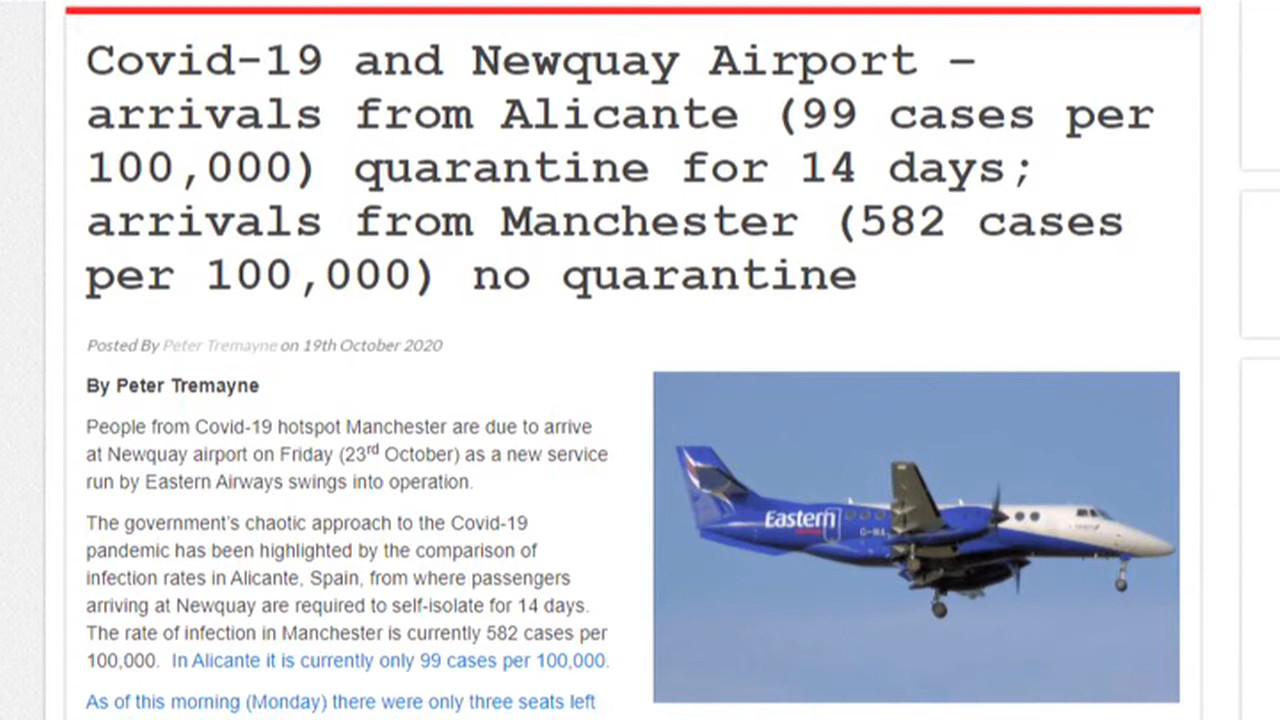 Covid-19 and Newquay Airport –
arrivals from Alicante (99 cases per
100,000) quarantine for 14 days;
arrivals from Manchester (582 cases
per 100,000) no quarantine
Posted By Peter Tremayne on 19th October 2020
By Peter Tremayne
People from Covid-19 hotspot Manchester are due to arrive
at Newquay airport on Friday (23rd October) as a new service
run by Eastern Airways swings into operation.
The government's chaotic approach to the Covid-19
pandemic has been highlighted by the comparison of
infection rates in Alicante, Spain, from where passengers
arriving at Newquay are required to self-isolate for 14 days.
The rate of infection in Manchester is currently 582 cases per
100,000. In Alicante it is currently only 99 cases per 100,000.
As of this morning (Monday) there were only three seats left
Eastern